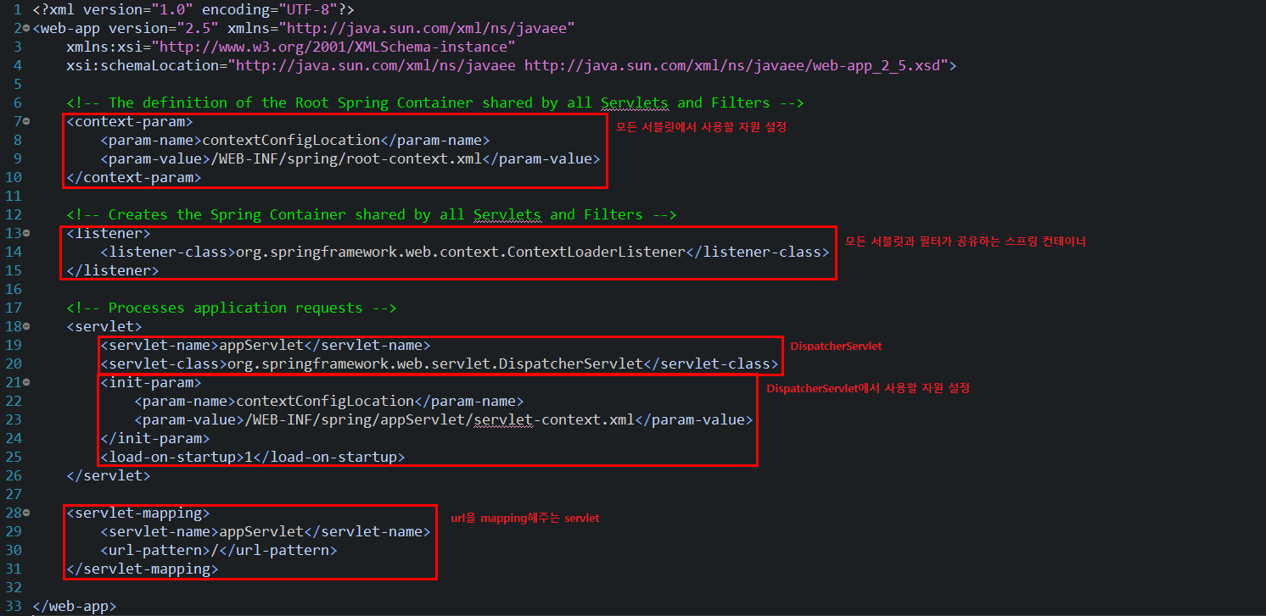 1 <?xml version="1.0" encoding="UTF-8"?>
2 <web-app version="2.5" xmlns="http://java.sun.com/xml/ns/javaee"
3 xmlns:xsi="http://www.w3.org/2001/XMLSchema-instance"
4 xsi:schemaLocation="http://java.sun.com/xml/ns/javaee http://java.sun.com/xml/ns/javaee/web-app_2_5.xsd">
5
6 <!-- The definition of the Root Spring Container shared by all Servlets and Filters -->
7 <context-param>
모든 서블릿에서 사용할 자원 설정
8 <param-name>contextConfigLocation</param-name>
9 <param-value>/WEB-INF/spring/root-context.xml</param-value>
10 </context-param>
11
12 <!-- Creates the Spring Container shared by all Servlets and Filters -->
13 <listener>
모든 서블릿과 필터가 공유하는 스프링 컨테이너
14 <listener-class>org.springframework.web.context.ContextLoaderListener</listener-class>
15 </listener>
16
17 <!-- Processes application requests -->
18 <servlet>
19 <servlet-name>appServlet</servlet-name>
DispatcherServlet
20 <servlet-class>org.springframework.web.servlet.DispatcherServlet</servlet-class>
21 <init-param>
DispatcherServlet에서 사용할 자원 설정
22 <param-name>contextConfigLocation</param-name>
23 <param-value>/WEB-INF/spring/appServlet/servlet-context.xml</param-value>
24 </init-param>
25 <load-on-startup>1</load-on-startup>
26 </servlet>
27
28 <servlet-mapping>
url을 mapping해주는 servlet
29 <servlet-name>appServlet</servlet-name>
30 <url-pattern>/</url-pattern>
31 </servlet-mapping>
32
33 </web-app>